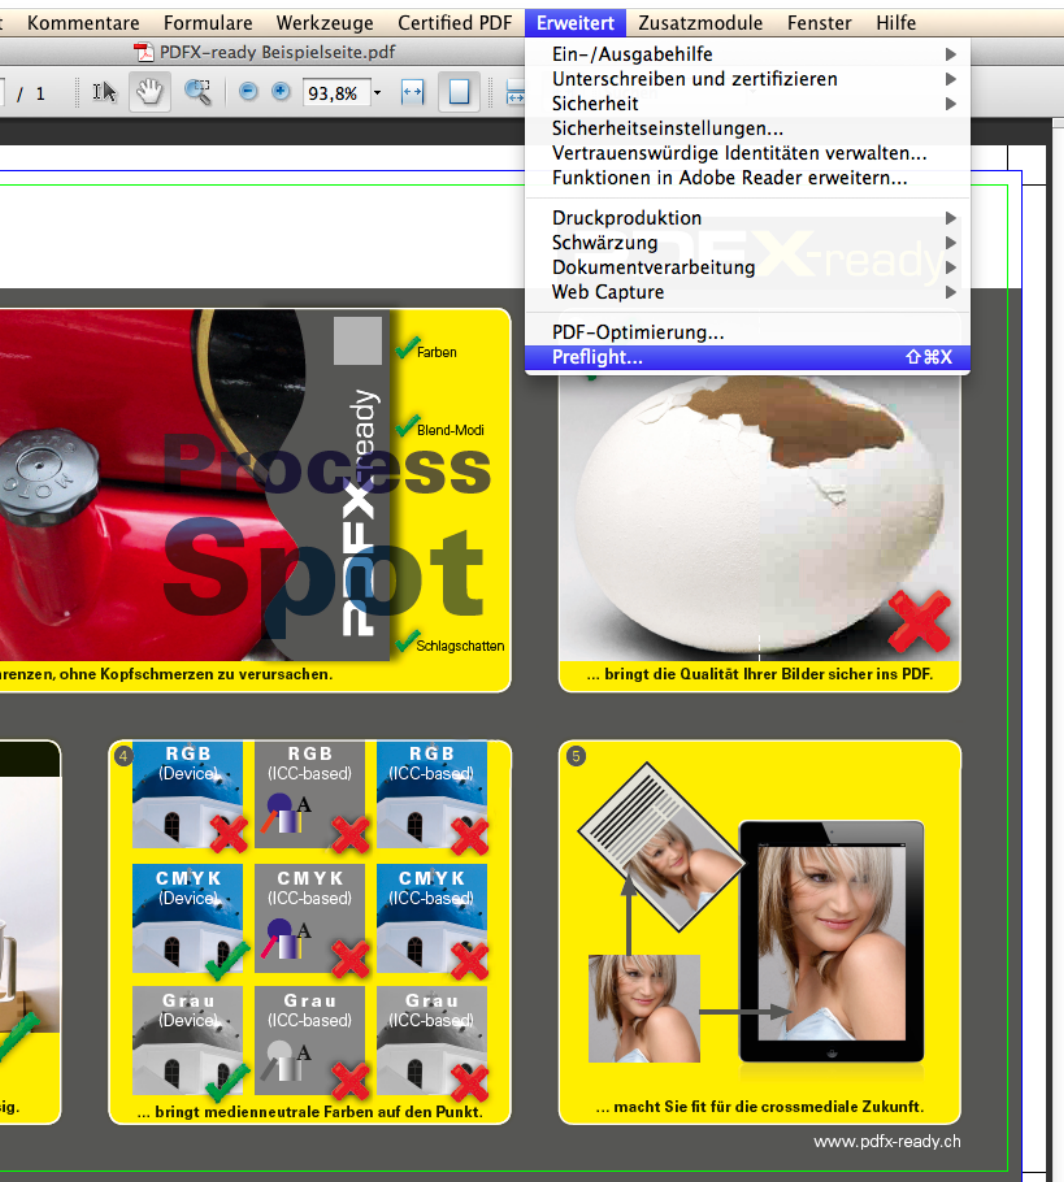 Kommentare Formulare Werkzeuge Certified PDF Erweitert Zusatzmodule Fenster Hilfe
PDFX-ready Beispielseite.pdf
/ 1 93,8%
Ein-/Ausgabehilfe
Unterschreiben und zertifizieren
Sicherheit
Sicherheitseinstellungen...
Vertrauenswürdige Identitäten verwalten...
Funktionen in Adobe Reader erweitern...
Druckproduktion
Schwärzung
Dokumentverarbeitung
Web Capture
PDF-Optimierung...
Preflight... ⇧⌘X
PDFX-ready
Farben
Blend-Modi
Schlagschatten
PDFX-ready
Process
Spot
ohne Kopfschmerzen zu verursachen.
... bringt die Qualität Ihrer Bilder sicher ins PDF.
4
RGB
(Device)
RGB
(ICC-based)
RGB
(ICC-based)
A
CMYK
(Device)
CMYK
(ICC-based)
CMYK
(ICC-based)
A
Grau
(Device)
Grau
(ICC-based)
Grau
(ICC-based)
A
... bringt medienneutrale Farben auf den Punkt.
5
... macht Sie fit für die crossmediale Zukunft.
www.pdfx-ready.ch